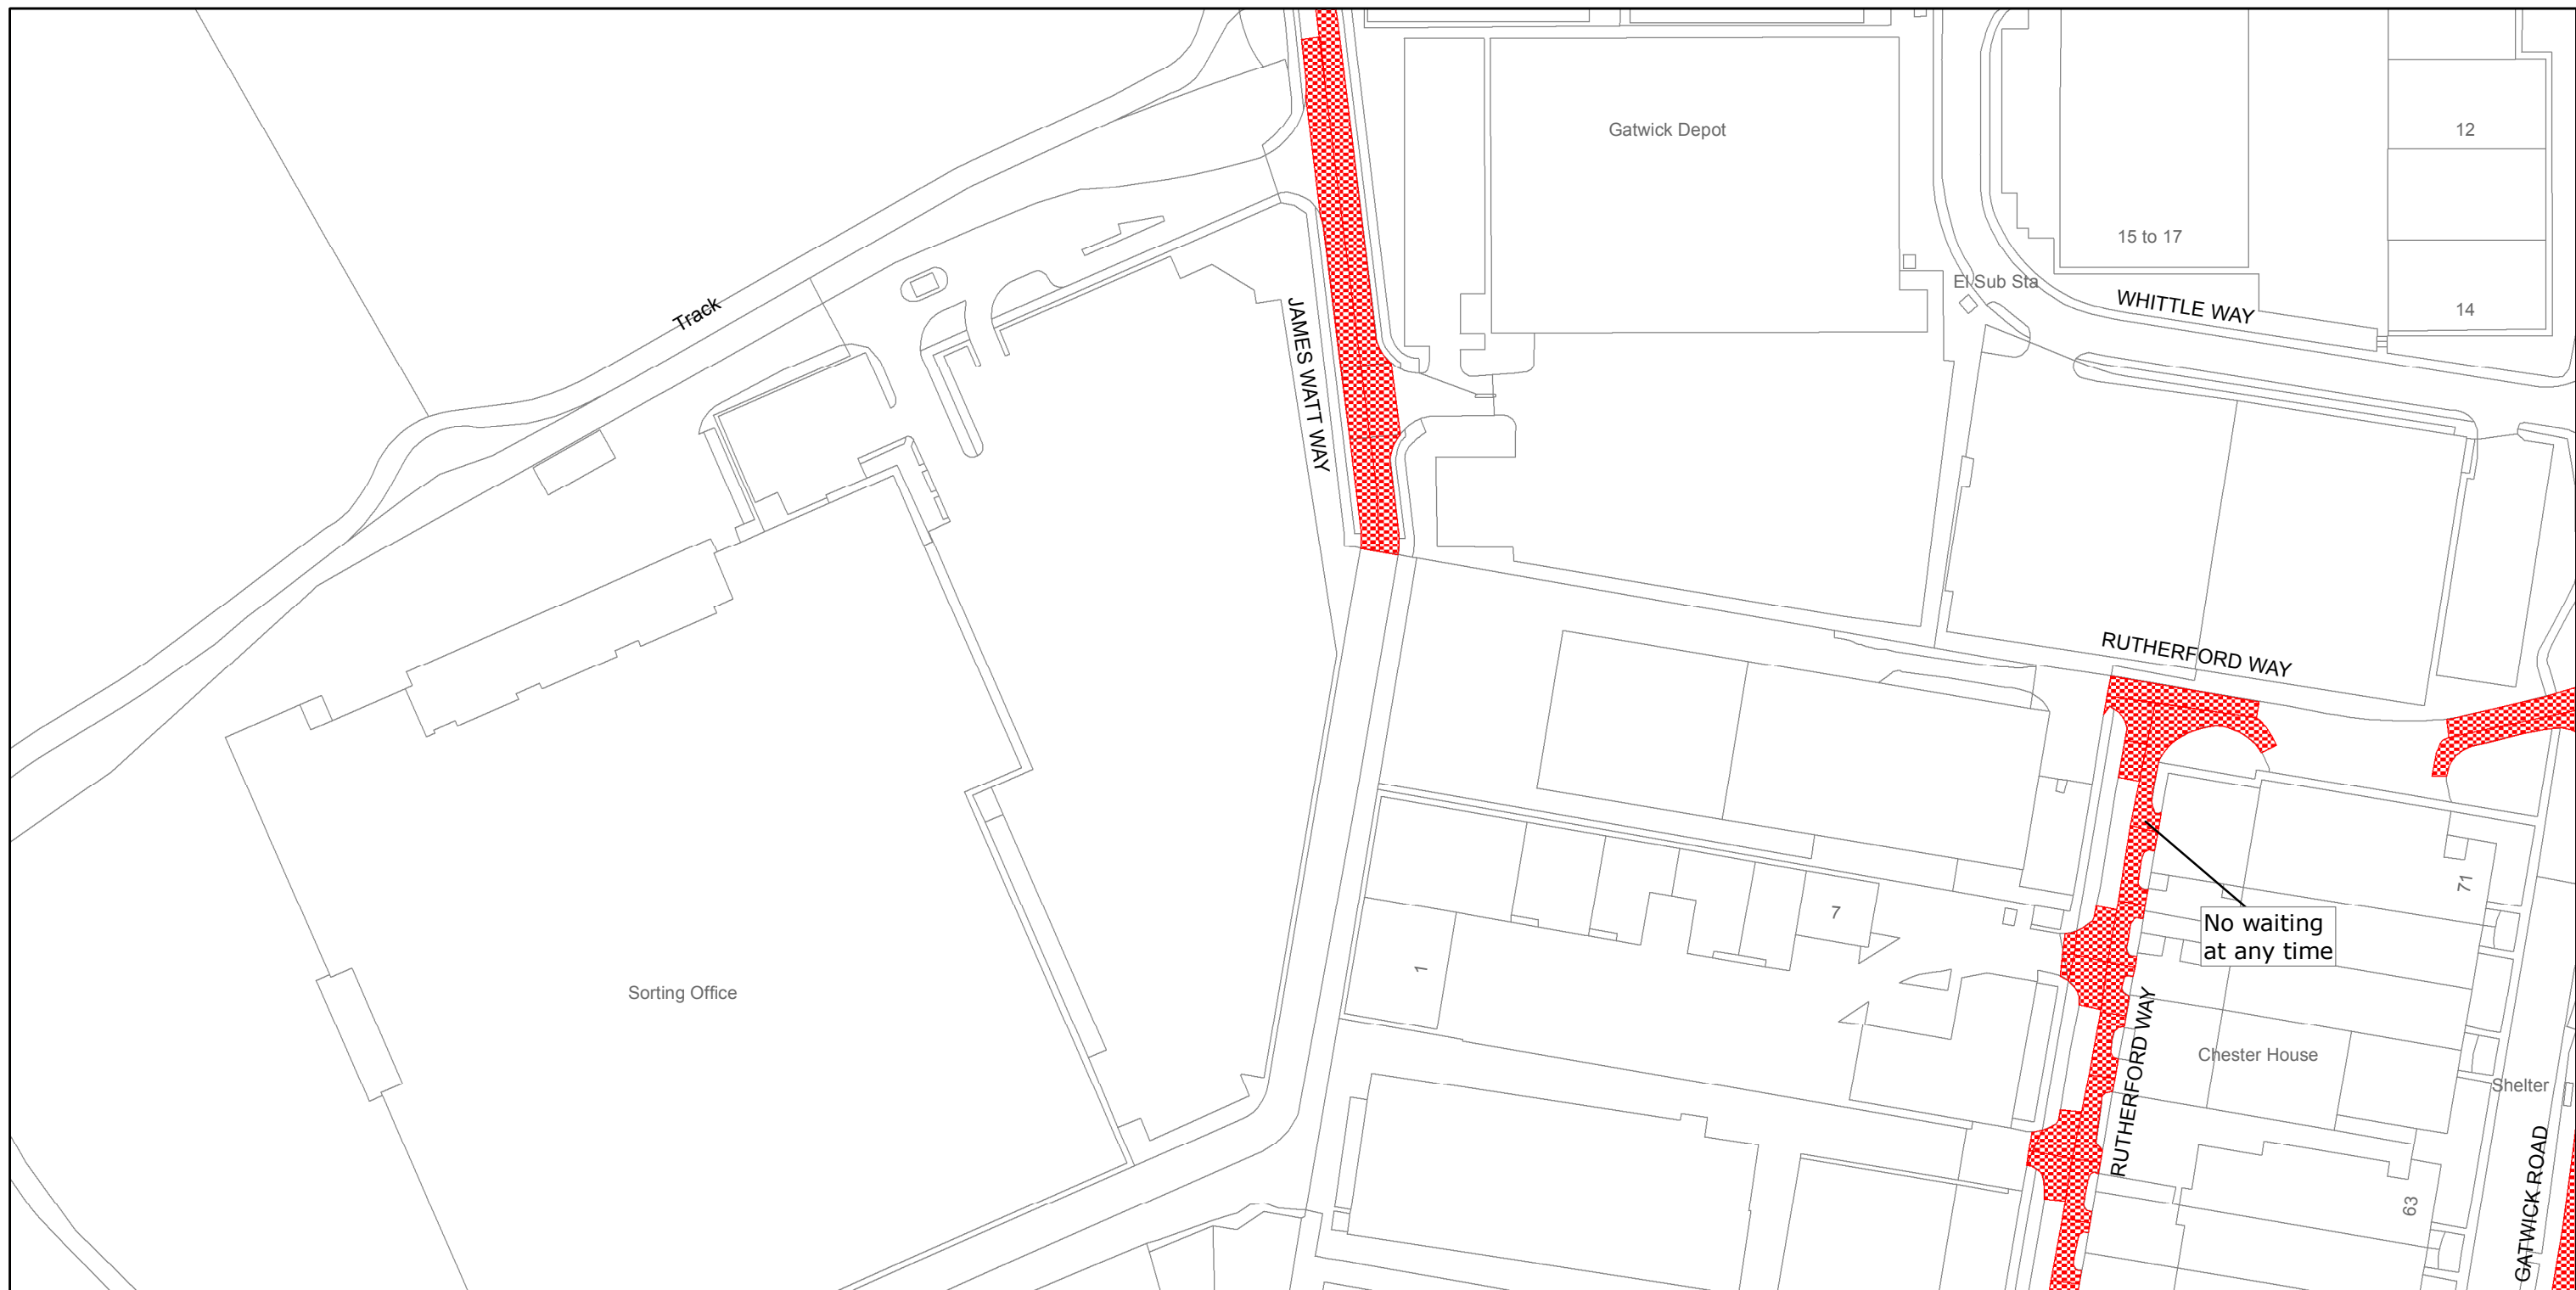 Gatwick Depot
12
15 to 17
El Sub Sta
WHITTLE WAY
14
Track
JAMES WATT WAY
RUTHERFORD WAY
71
7
No waiting
at any time
1
Sorting Office
RUTHERFORD WAY
Chester House
Shelter
63
GATWICK ROAD